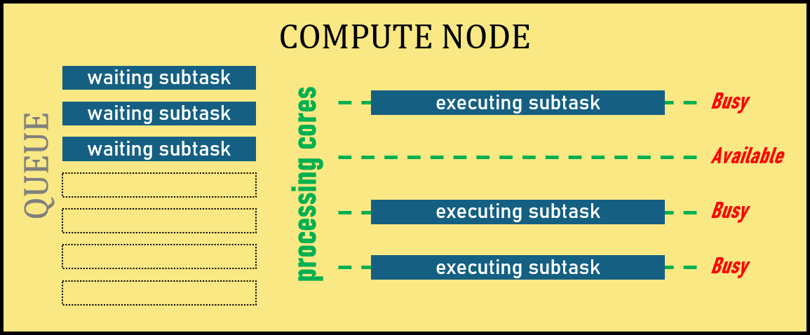 COMPUTE NODE
QUEUE
waiting subtask
waiting subtask
waiting subtask
processing cores
executing subtask
Busy
Available
executing subtask
Busy
executing subtask
Busy